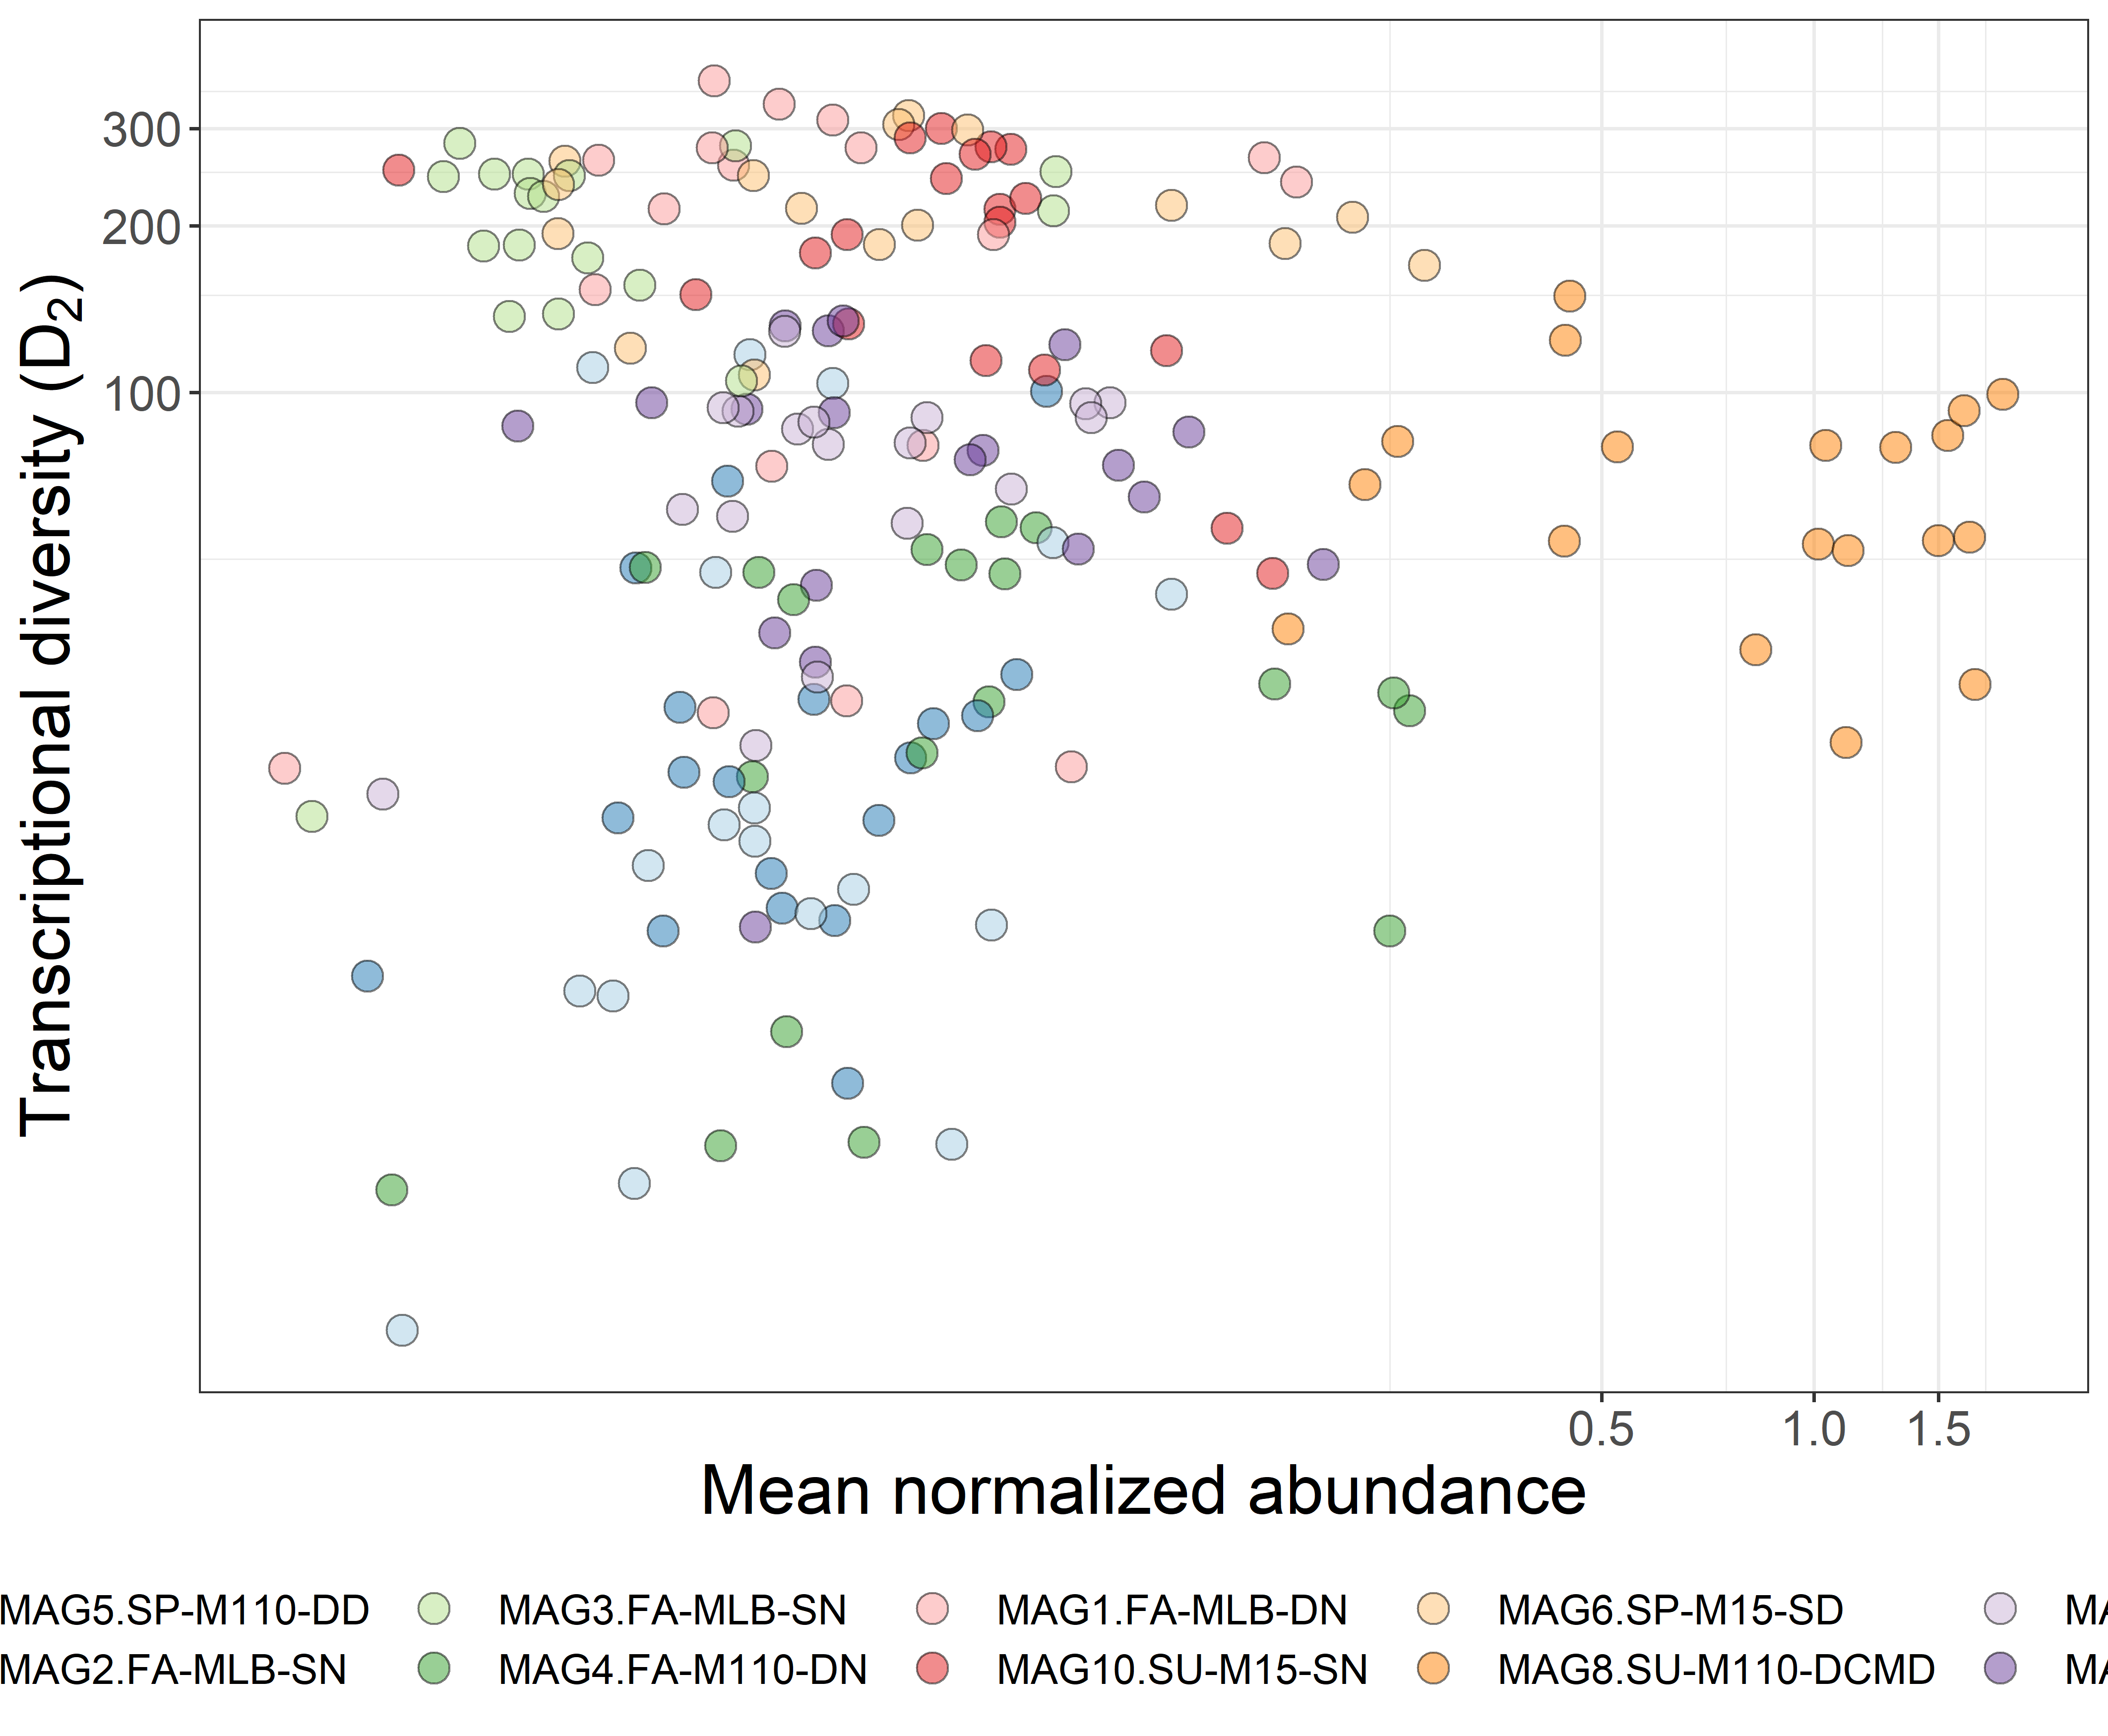 Transcriptional diversity (D₂)
300
200
100
0.5 1.0 1.5
Mean normalized abundance
MAG5.SP-M110-DD MAG3.FA-MLB-SN MAG1.FA-MLB-DN MAG6.SP-M15-SD MA
MAG2.FA-MLB-SN MAG4.FA-M110-DN MAG10.SU-M15-SN MAG8.SU-M110-DCMD MA